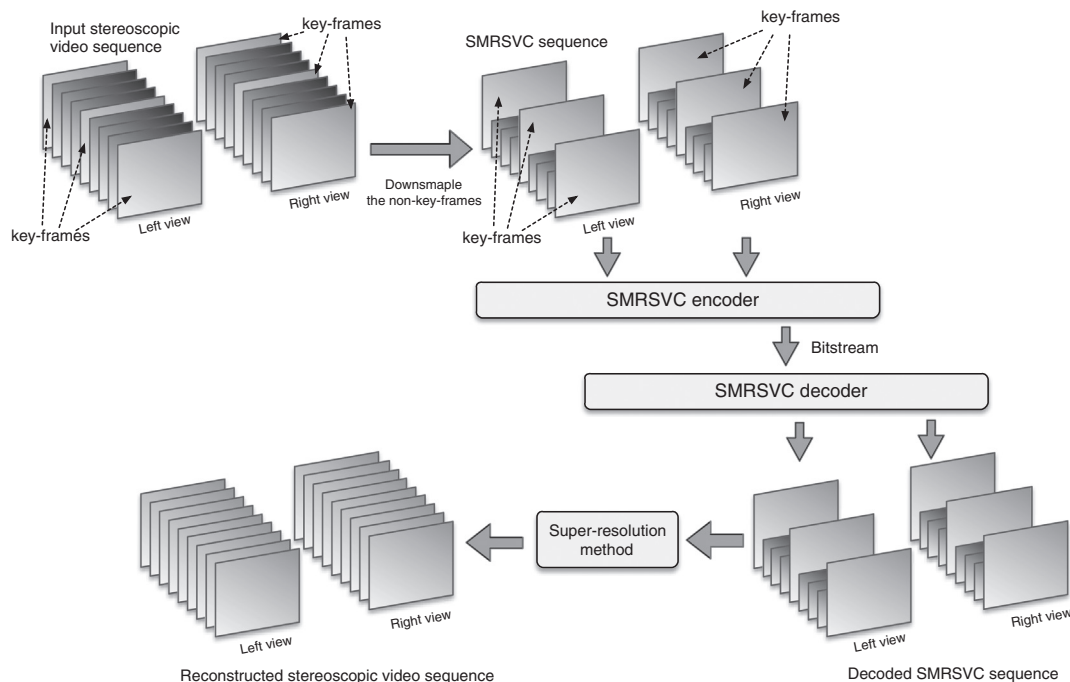 Input stereoscopic
video sequence
key-frames
SMRSVC sequence
key-frames
Downsmaple
the non-key-frames
Right view
Left view
key-frames
Right view
Left view
key-frames
SMRSVC encoder
Bitstream
SMRSVC decoder
Super-resolution
method
Right view
Left view
Reconstructed stereoscopic video sequence
Right view
Left view
Decoded SMRSVC sequence